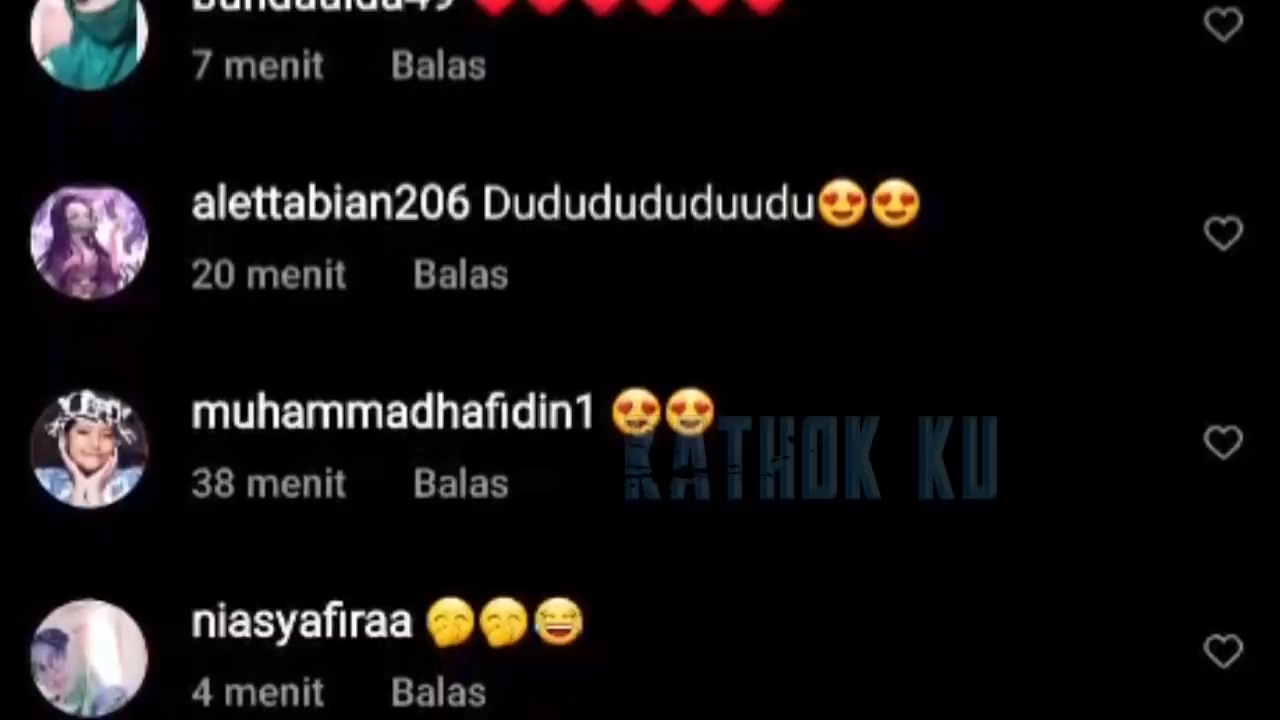 7 menit Balas
alettabian206 Dududududuudu😍😍
20 menit Balas
muhammadhafidin1 😍😍
KATHOK KU
38 menit Balas
niasyafiraa 🤭🤭😂
4 menit Balas